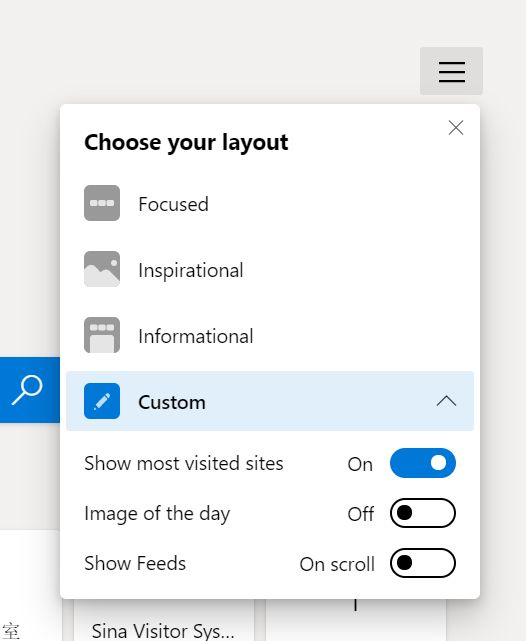 Choose your layout
Focused
Inspirational
Informational
Custom
Show most visited sites On
Image of the day Off
Show Feeds On scroll
室
Sina Visitor Sys...